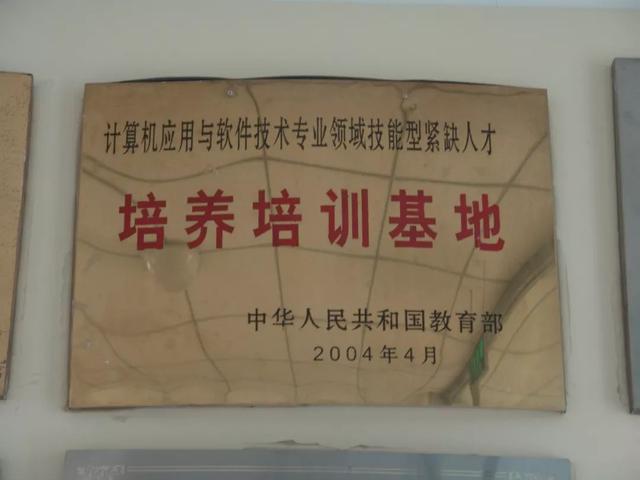 计算机应用与软件技术专业领域技能型紧缺人才
培养培训基地
中华人民共和国教育部
2004年4月